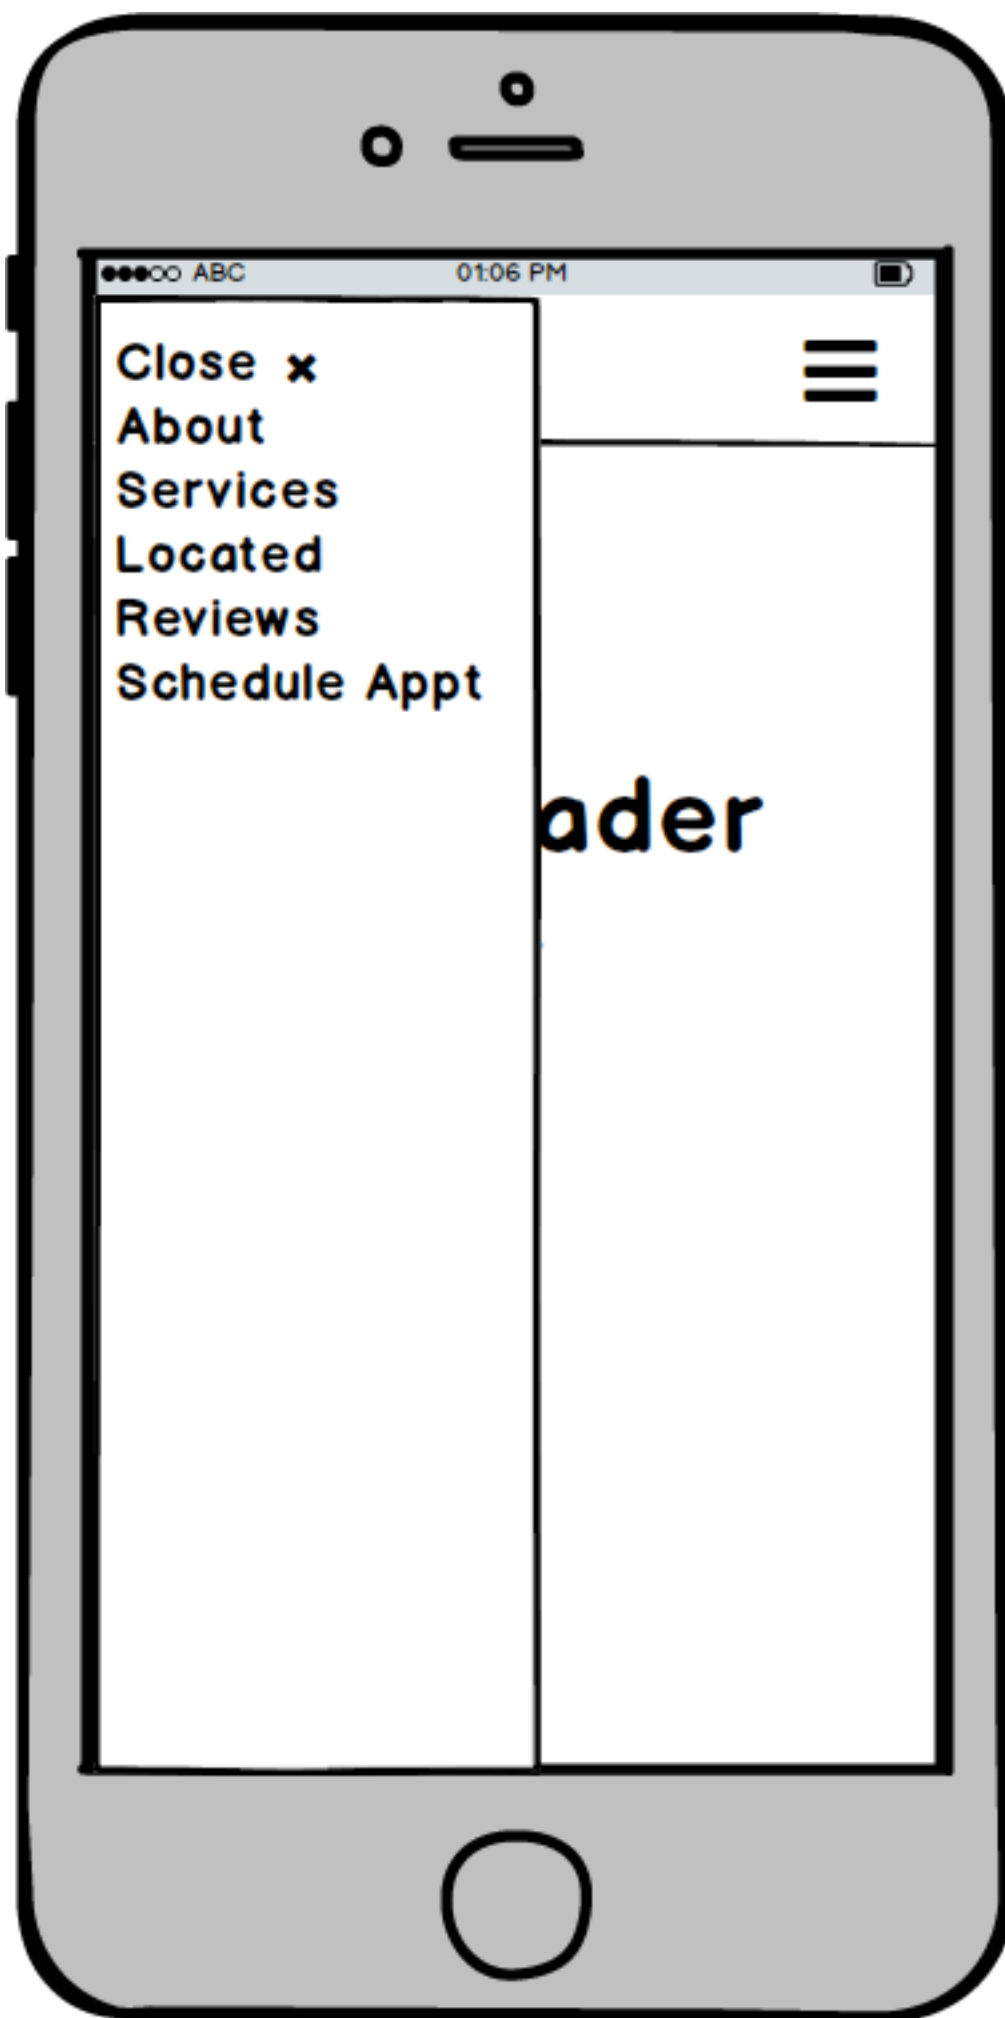 ABC 01:06 PM
Close ×
About
Services
Located
Reviews
Schedule Appt
ader